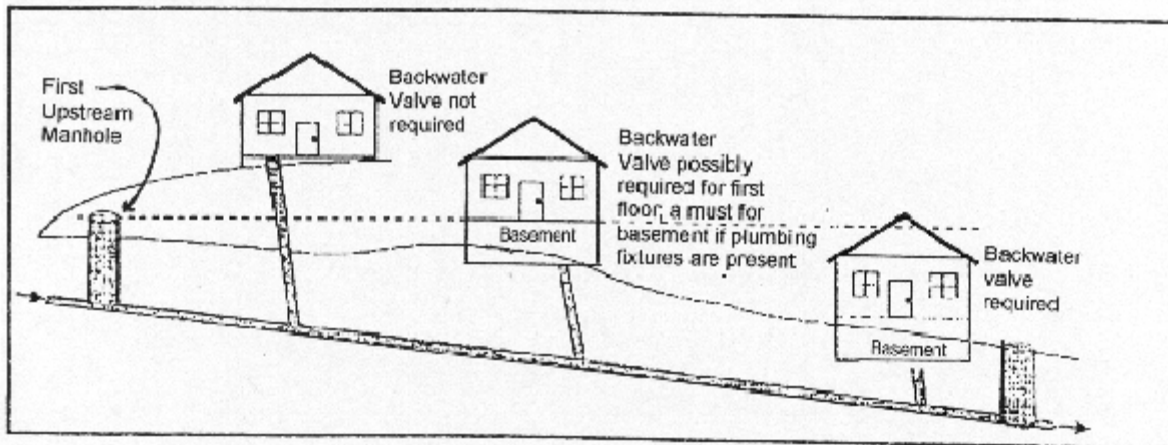 First
Upstream
Manhole
Backwater
Valve not
required
Backwater
Valve possibly
required for first
floor, a must for
basement if plumbing
fixtures are present
Basement
Backwater
valve
required
Basement